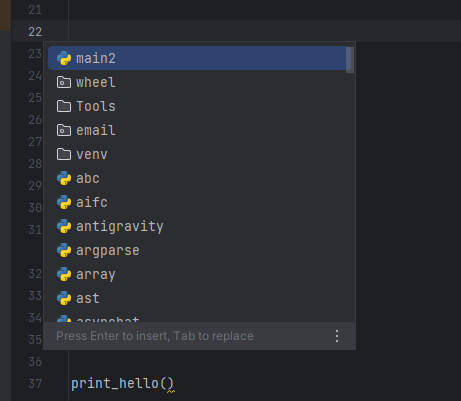 21
22
23
24
25
26
27
28
29
30
31
32
33
34
35
36
37
main2
wheel
Tools
email
venv
abc
aifc
antigravity
argparse
array
ast
asynchat
Press Enter to insert, Tab to replace
print_hello()